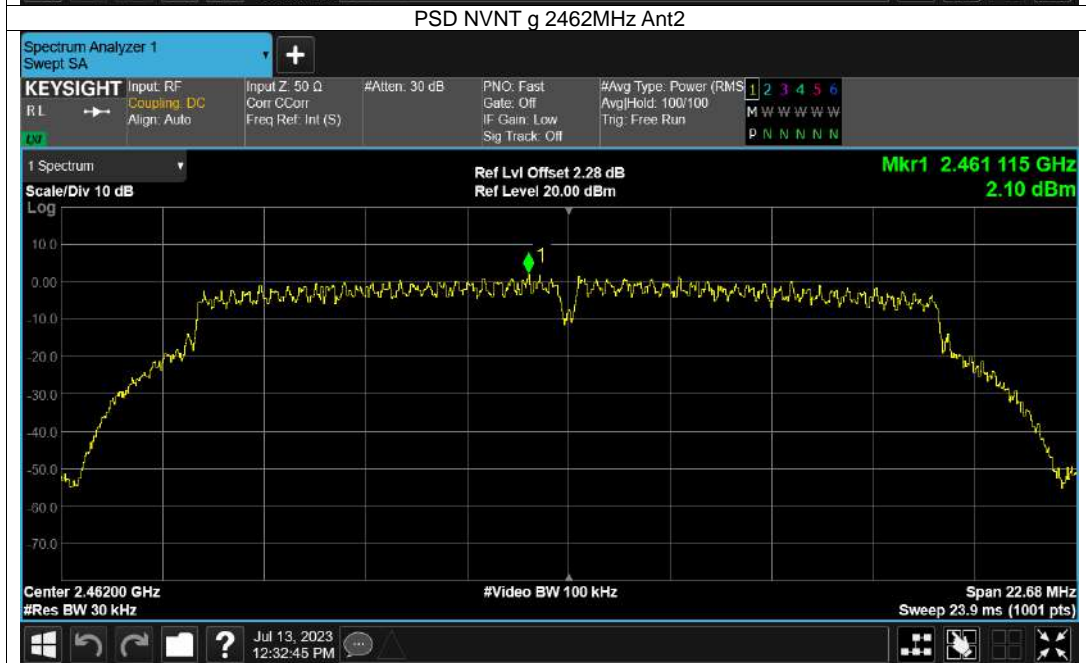 PSD NVNT g 2462MHz Ant2
Spectrum Analyzer 1
Swept SA
+
KEYSIGHT
R L
LXI
Input: RF
Coupling: DC
Align: Auto
Input Z: 50 Ω
Corr CCorr
Freq Ref: Int (S)
#Atten: 30 dB
PNO: Fast
Gate: Off
IF Gain: Low
Sig Track: Off
#Avg Type: Power (RMS
Avg|Hold: 100/100
Trig: Free Run
1 2 3 4 5 6
M W W W W W
P N N N N N
1 Spectrum
Scale/Div 10 dB
Log
Ref Lvl Offset 2.28 dB
Ref Level 20.00 dBm
Mkr1 2.461 115 GHz
2.10 dBm
1
10.0
0.00
-10.0
-20.0
-30.0
-40.0
-50.0
-60.0
-70.0
Center 2.46200 GHz
#Res BW 30 kHz
#Video BW 100 kHz
Span 22.68 MHz
Sweep 23.9 ms (1001 pts)
?
Jul 13, 2023
12:32:45 PM